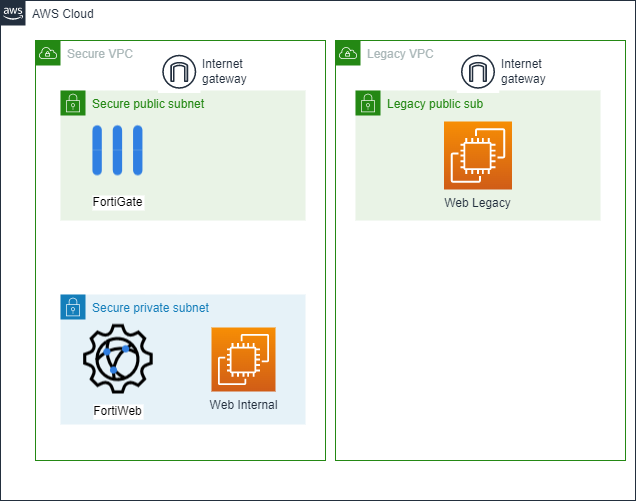 aws
AWS Cloud
Secure VPC
Internet
gateway
Secure public subnet
FortiGate
Secure private subnet
FortiWeb
Web Internal
Legacy VPC
Internet
gateway
Legacy public sub
Web Legacy